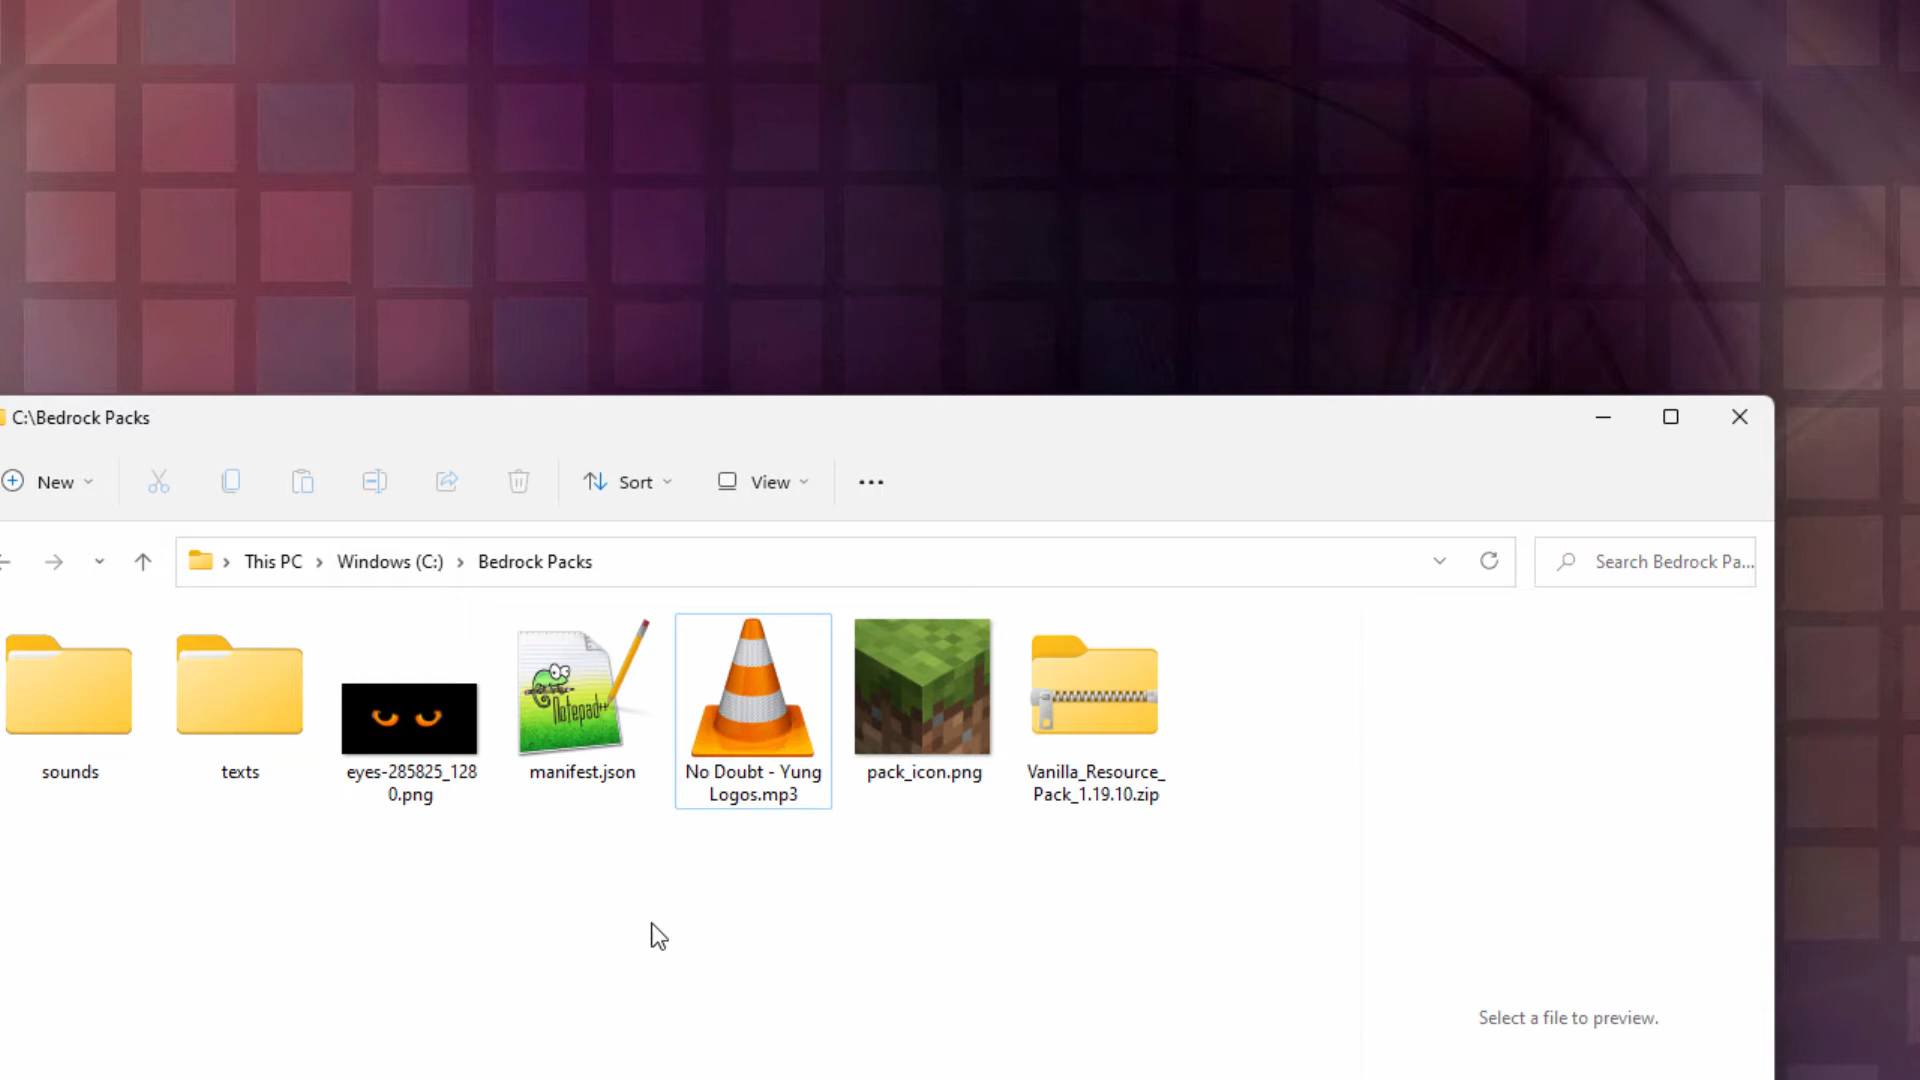 C:\Bedrock Packs
New
Sort
View
This PC
Windows (C:)
Bedrock Packs
Search Bedrock Pa...
Notepad++
sounds
texts
eyes-285825_128
0.png
manifest.json
No Doubt - Yung
Logos.mp3
pack_icon.png
Vanilla_Resource_
Pack_1.19.10.zip
Select a file to preview.